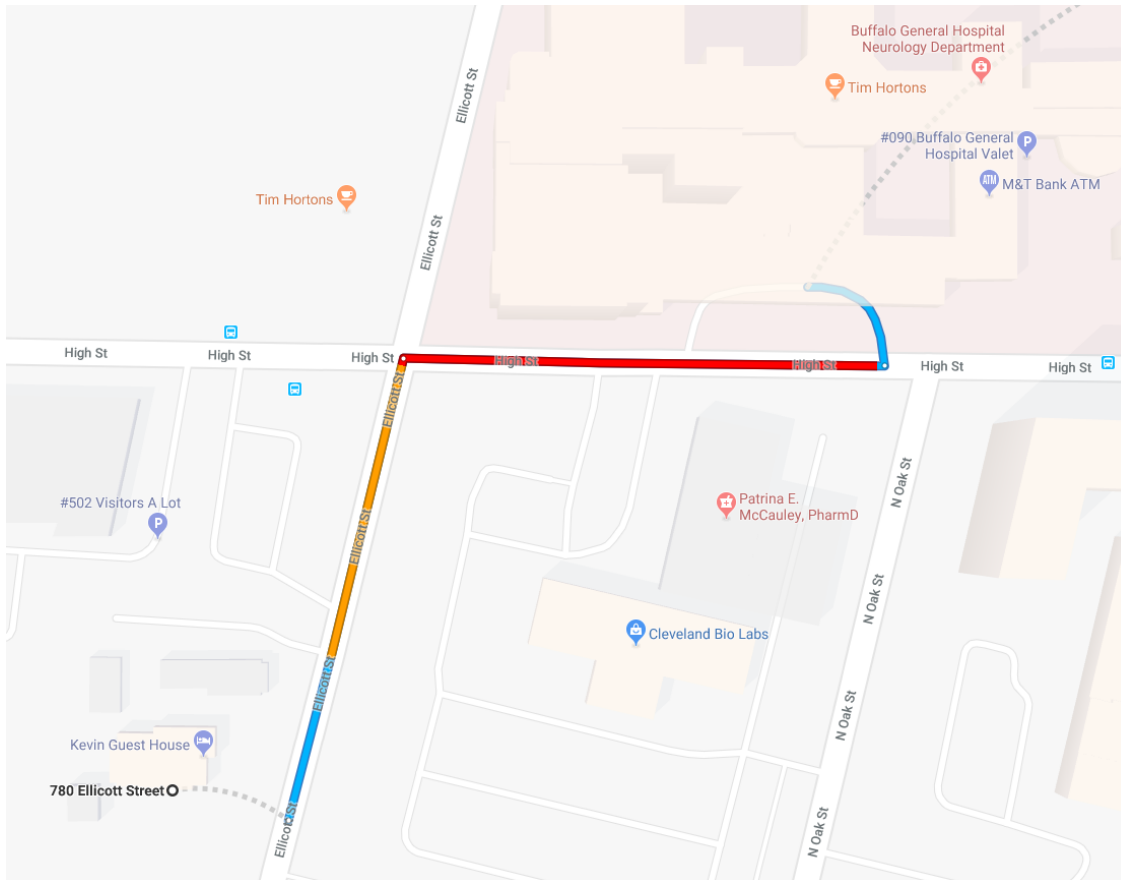 Buffalo General Hospital
Neurology Department
Ellicott St
Tim Hortons
#090 Buffalo General
Hospital Valet
P
ATM
M&T Bank ATM
Tim Hortons
Ellicott St
High St
High St
High St
High St
High St
High St
High St
Ellicott St
N Oak St
#502 Visitors A Lot
P
Patrina E.
McCauley, PharmD
Ellicott St
N Oak St
Cleveland Bio Labs
Ellicott St
N Oak St
Kevin Guest House
780 Ellicott Street
Ellicott St
N Oak St